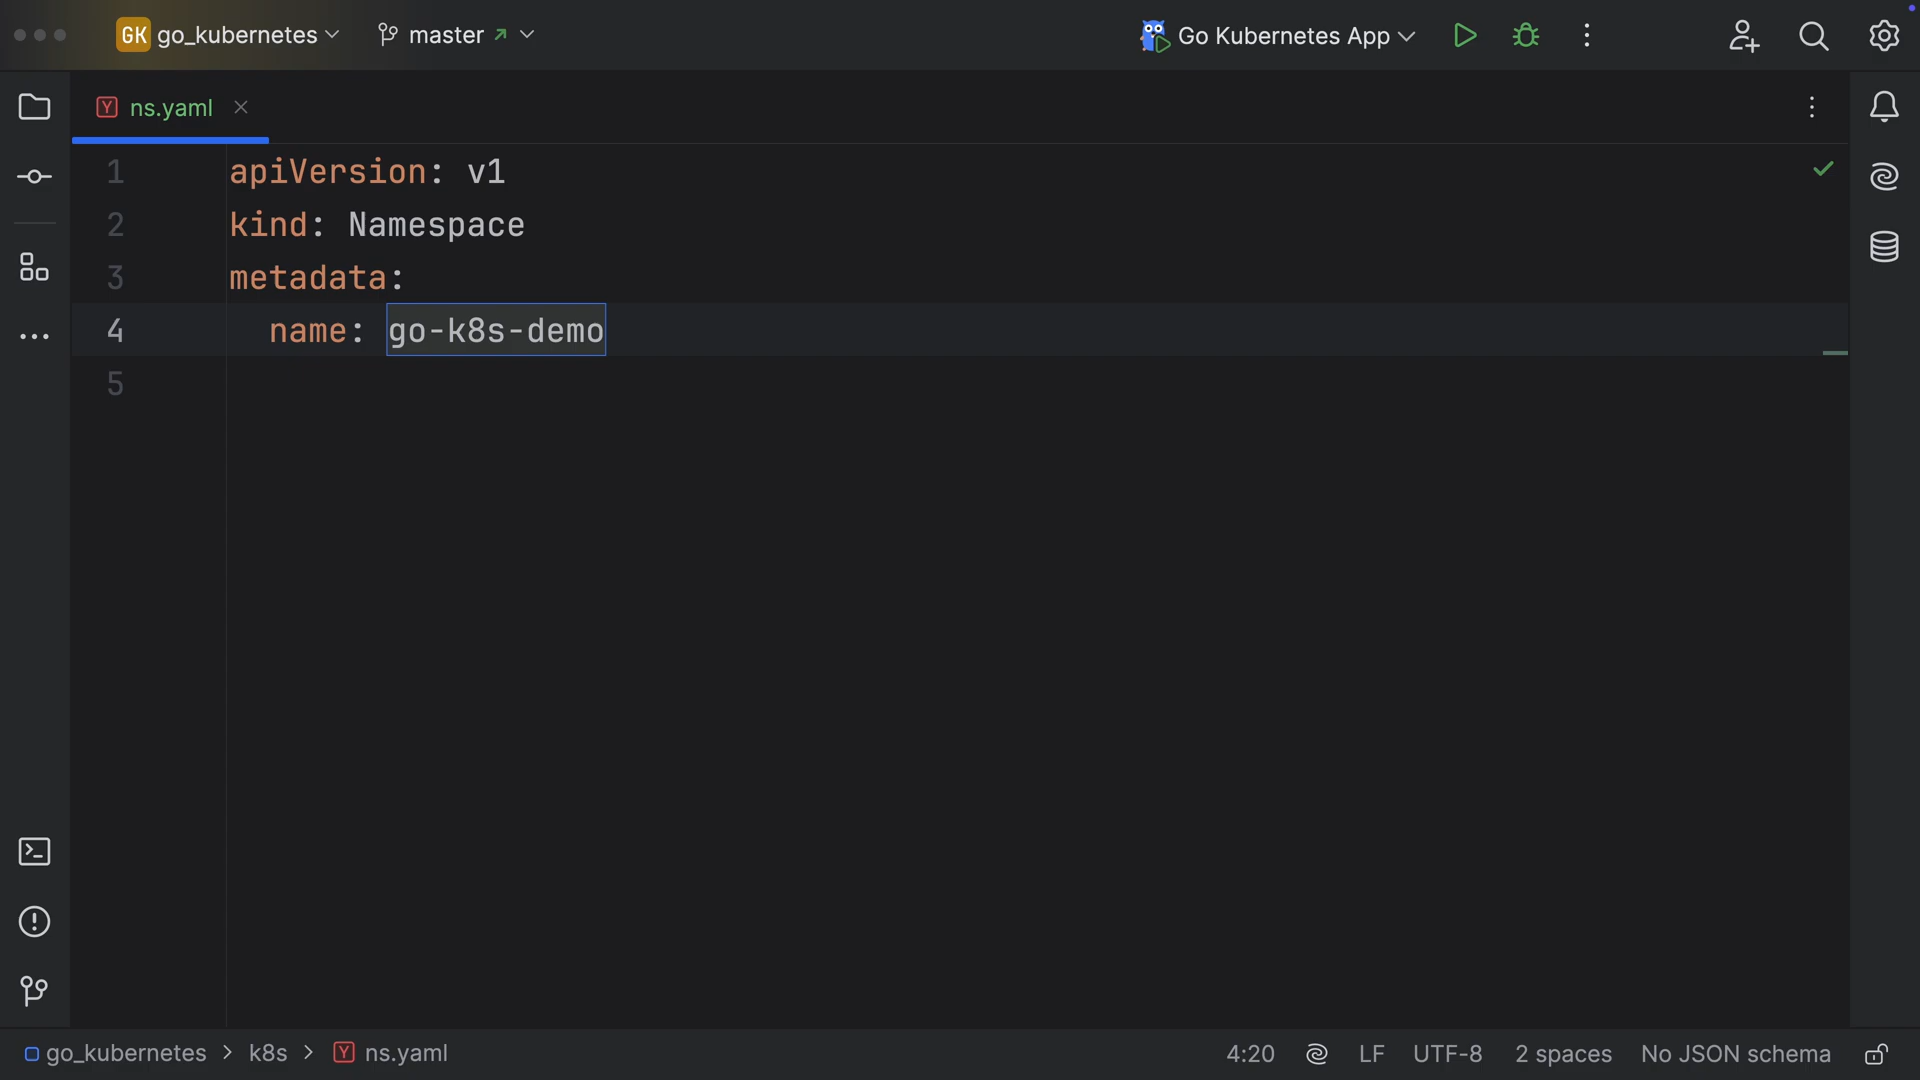 GK go_kubernetes master Go Kubernetes App
ns.yaml
1 apiVersion: v1
2 kind: Namespace
3 metadata:
4   name: go-k8s-demo
5
go_kubernetes > k8s > ns.yaml 4:20 LF UTF-8 2 spaces No JSON schema